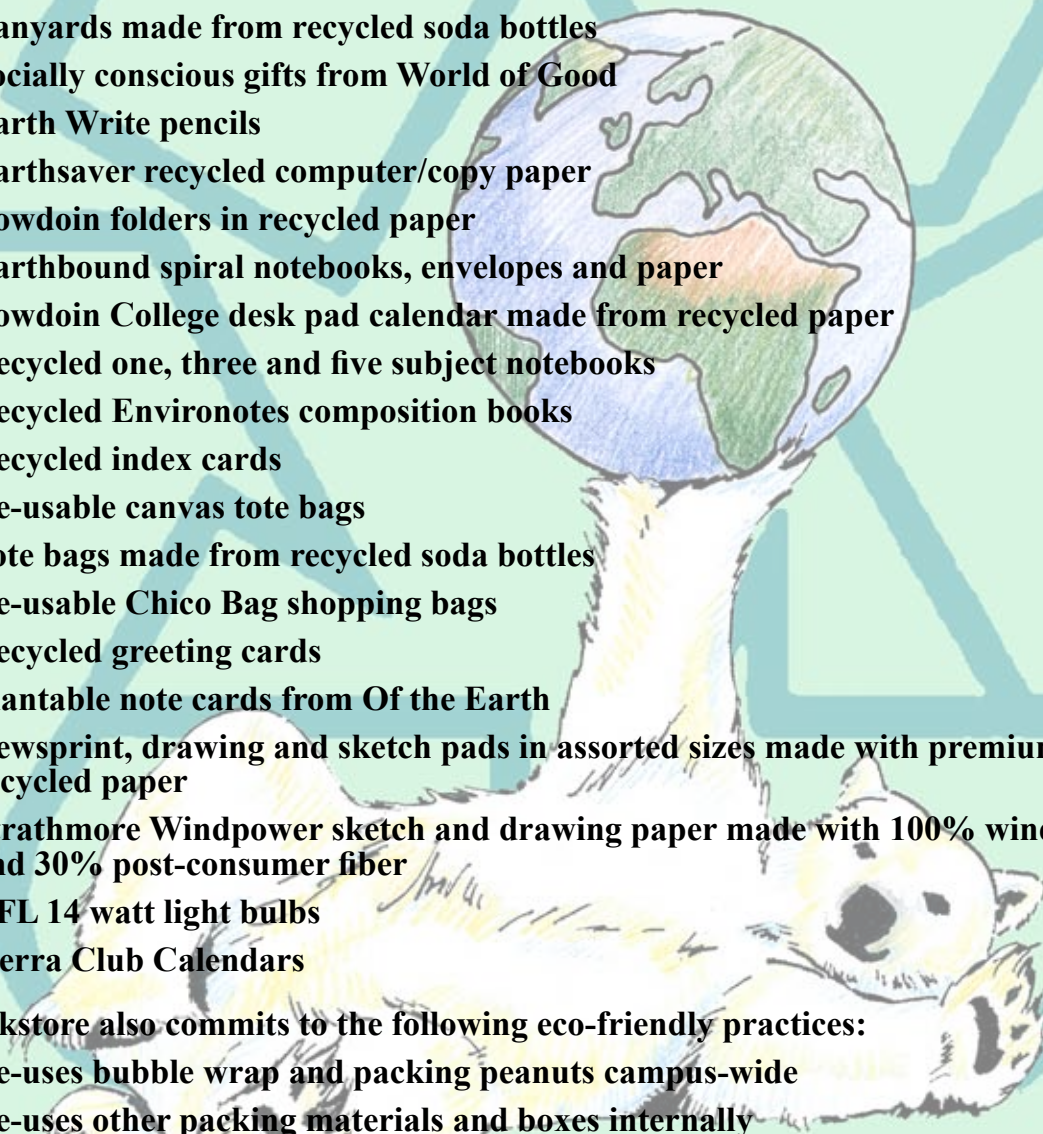 anyards made from recycled soda bottles
ocially conscious gifts from World of Good
arth Write pencils
arthsaver recycled computer/copy paper
owdoin folders in recycled paper
arthbound spiral notebooks, envelopes and paper
owdoin College desk pad calendar made from recycled paper
ecycled one, three and five subject notebooks
ecycled Environotes composition books
ecycled index cards
e-usable canvas tote bags
ote bags made from recycled soda bottles
e-usable Chico Bag shopping bags
ecycled greeting cards
lantable note cards from Of the Earth
ewsprint, drawing and sketch pads in assorted sizes made with premium
cycled paper
trathmore Windpower sketch and drawing paper made with 100% wind
nd 30% post-consumer fiber
FL 14 watt light bulbs
erra Club Calendars
kstore also commits to the following eco-friendly practices:
e-uses bubble wrap and packing peanuts campus-wide
e-uses other packing materials and boxes internally